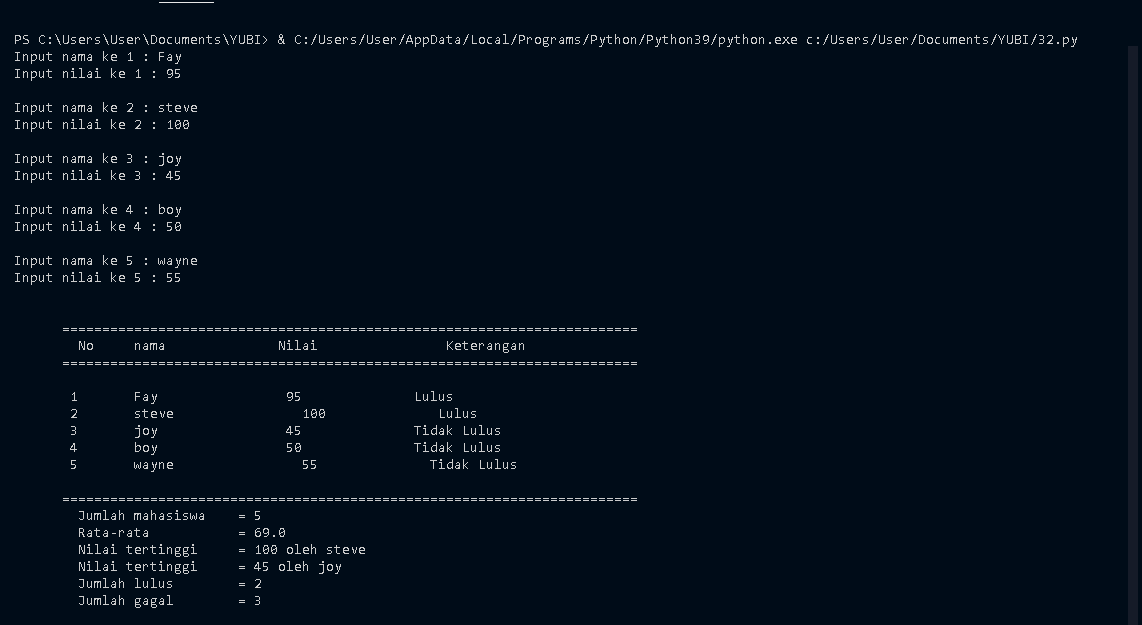 PS C:\Users\User\Documents\YUBI> & C:/Users/User/AppData/Local/Programs/Python/Python39/python.exe c:/Users/User/Documents/YUBI/32.py
Input nama ke 1 : Fay
Input nilai ke 1 : 95
Input nama ke 2 : steve
Input nilai ke 2 : 100
Input nama ke 3 : joy
Input nilai ke 3 : 45
Input nama ke 4 : boy
Input nilai ke 4 : 50
Input nama ke 5 : wayne
Input nilai ke 5 : 55
========================================================================
No nama Nilai Keterangan
========================================================================
1 Fay 95 Lulus
2 steve 100 Lulus
3 joy 45 Tidak Lulus
4 boy 50 Tidak Lulus
5 wayne 55 Tidak Lulus
========================================================================
Jumlah mahasiswa = 5
Rata-rata = 69.0
Nilai tertinggi = 100 oleh steve
Nilai tertinggi = 45 oleh joy
Jumlah lulus = 2
Jumlah gagal = 3